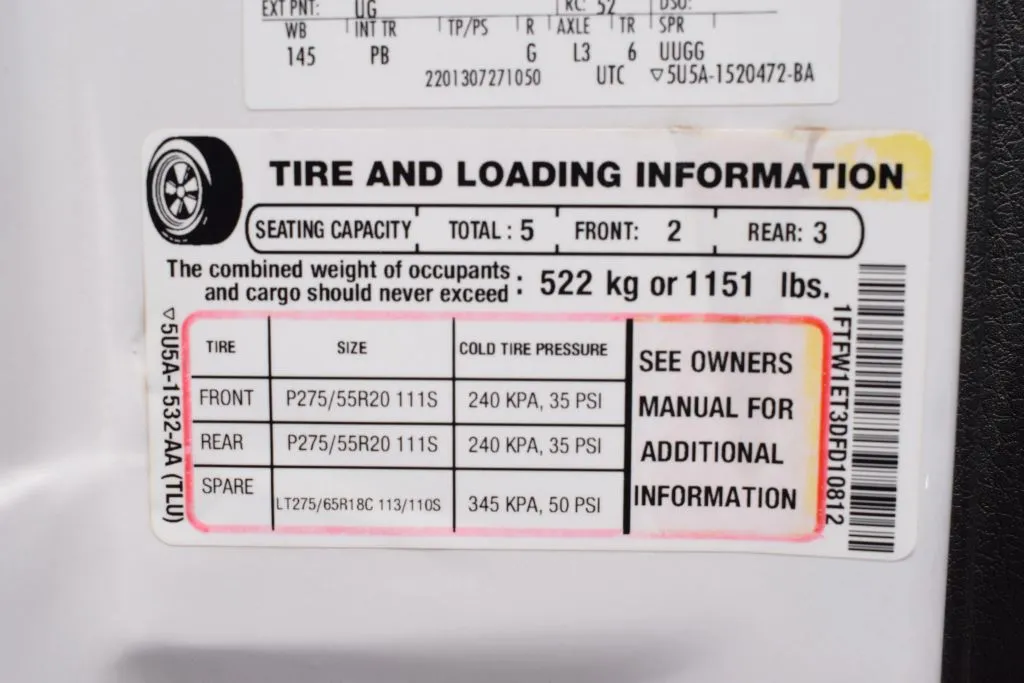 EXT PNT: UG RC: 52 DSO:
WB INT TR TP/PS R AXLE TR SPR
145 PB G L3 6 UUGG
2201307271050 UTC ▽5U5A-1520472-BA
TIRE AND LOADING INFORMATION
SEATING CAPACITY TOTAL: 5 FRONT: 2 REAR: 3
The combined weight of occupants
and cargo should never exceed : 522 kg or 1151 lbs.
TIRE SIZE COLD TIRE PRESSURE
FRONT P275/55R20 111S 240 KPA, 35 PSI
REAR P275/55R20 111S 240 KPA, 35 PSI
SPARE LT275/65R18C 113/110S 345 KPA, 50 PSI
SEE OWNERS
MANUAL FOR
ADDITIONAL
INFORMATION
▽5U5A-1532-AA (TLU)
1FTFW1ET3DFD10812